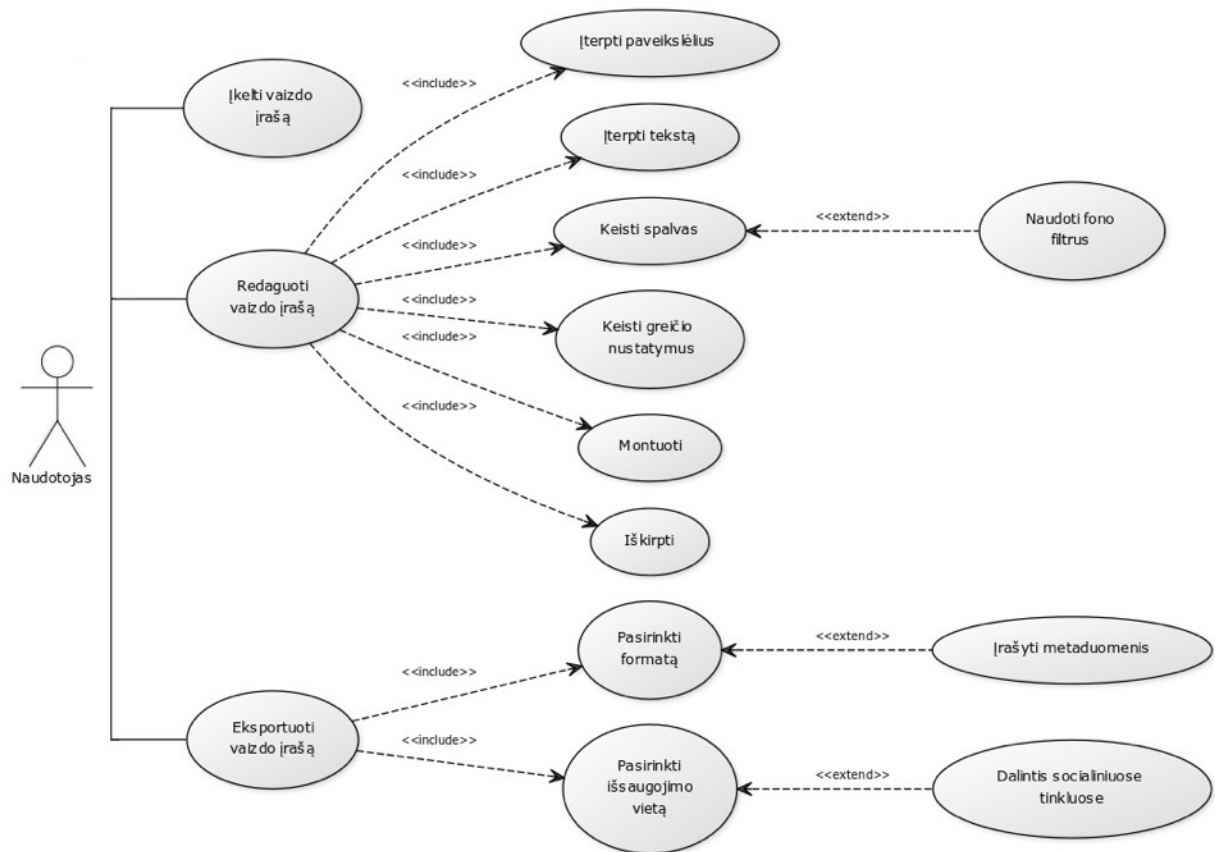 Įterpti paveikslėlius
<<include>>
Įkelti vaizdo
įrašą
Įterpti tekstą
<<include>>
<<extend>>
Naudoti fono
filtrus
Keisti spalvas
<<include>>
Redaguoti
vaizdo įrašą
<<include>>
Keisti greičio
nustatymus
<<include>>
<<include>>
Montuoti
Naudotojas
Iškirpti
Pasirinkti
formatą
<<extend>>
Įrašyti metaduomenis
<<include>>
Eksportuoti
vaizdo įrašą
<<include>>
Pasirinkti
išsaugojimo
vietą
<<extend>>
Dalintis socialiniuose
tinkluose